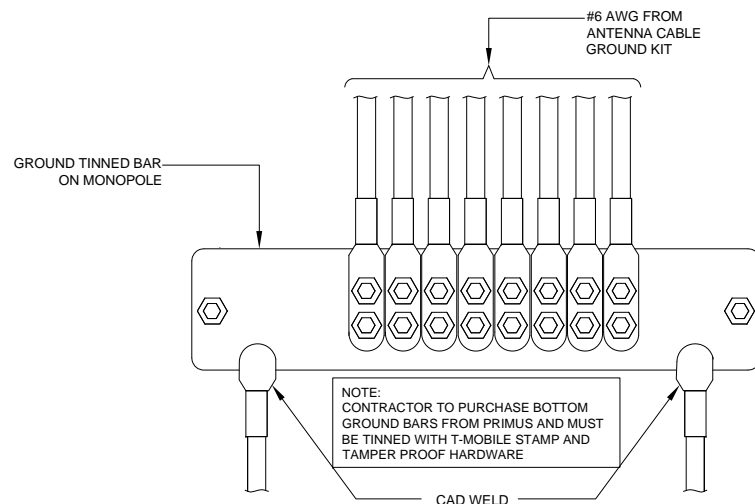 #6 AWG FROM
ANTENNA CABLE
GROUND KIT
GROUND TINNED BAR
ON MONOPOLE
NOTE:
CONTRACTOR TO PURCHASE BOTTOM
GROUND BARS FROM PRIMUS AND MUST
BE TINNED WITH T-MOBILE STAMP AND
TAMPER PROOF HARDWARE
CAD WELD